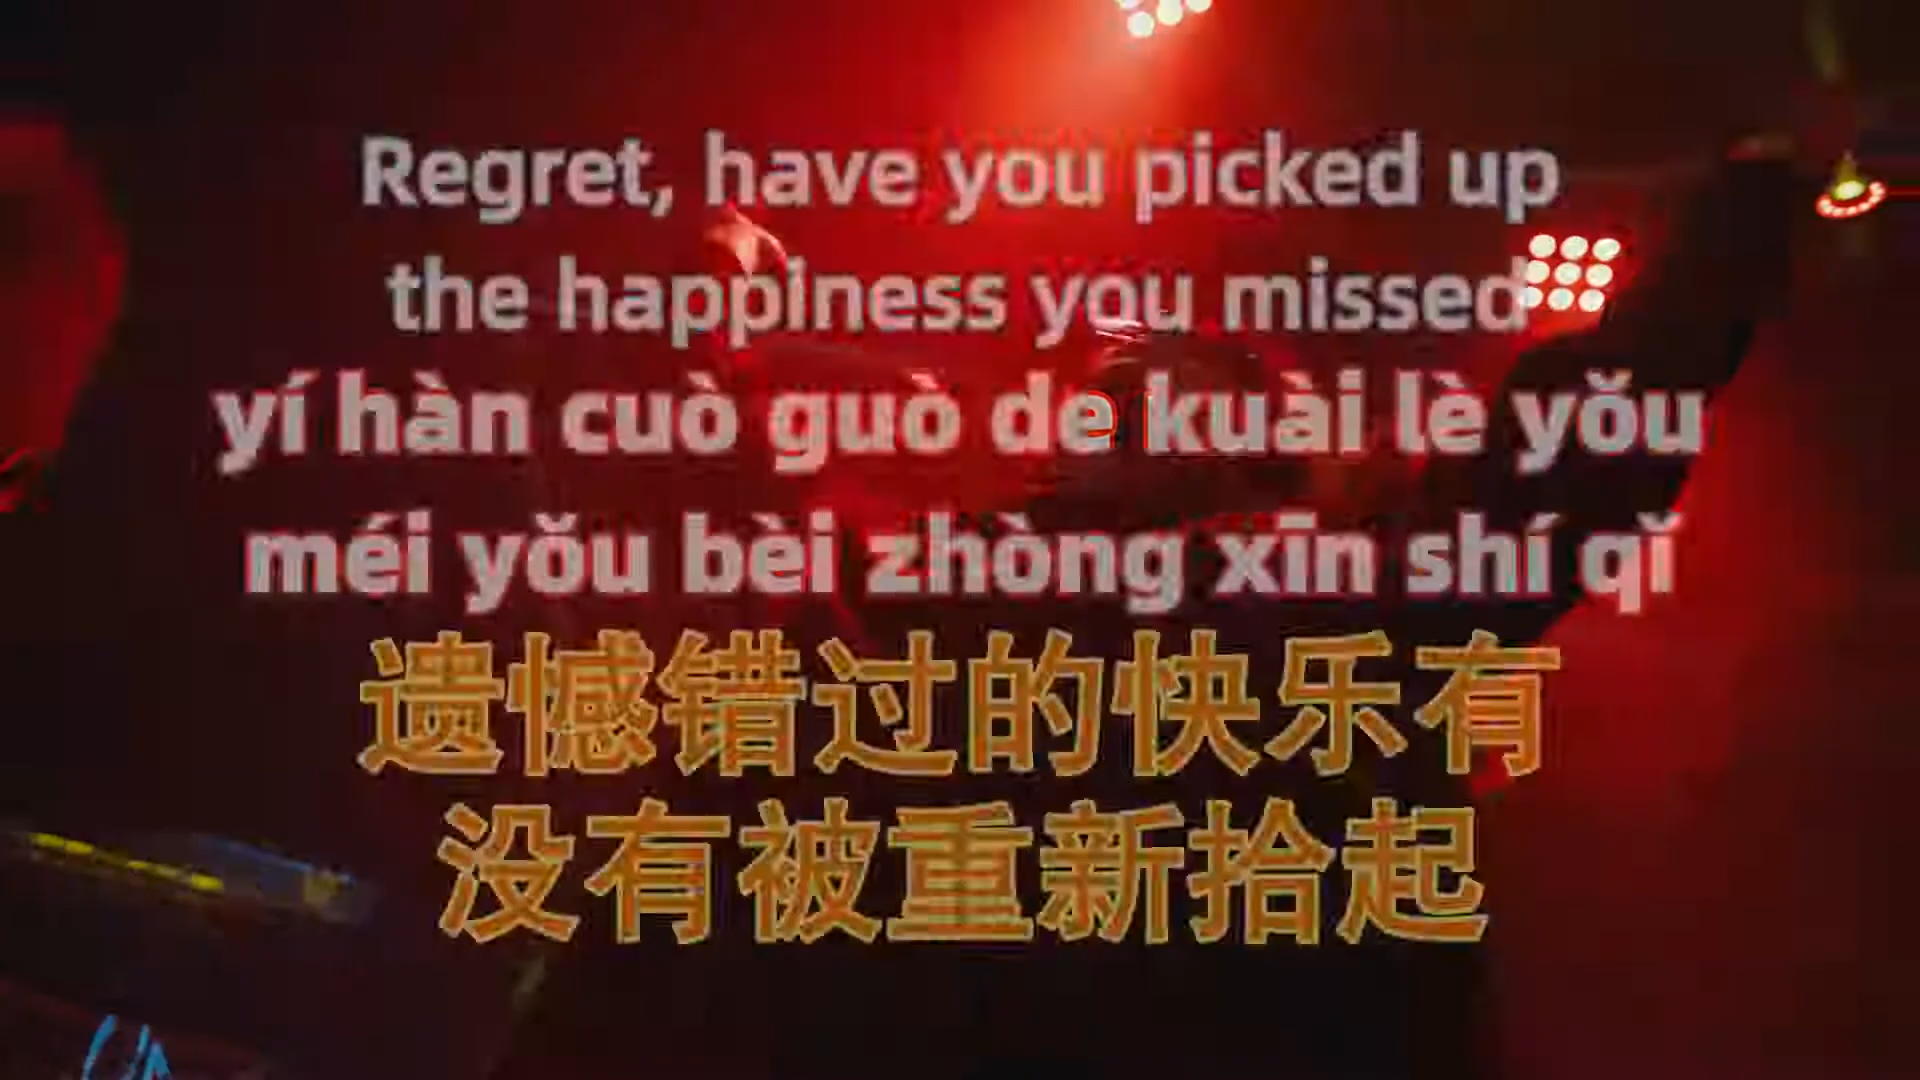 Regret, have you picked up
the happiness you missed
yí hàn cuò guò de kuài lè yǒu
méi yǒu bèi zhòng xīn shí qǐ
遗憾错过的快乐有
没有被重新拾起